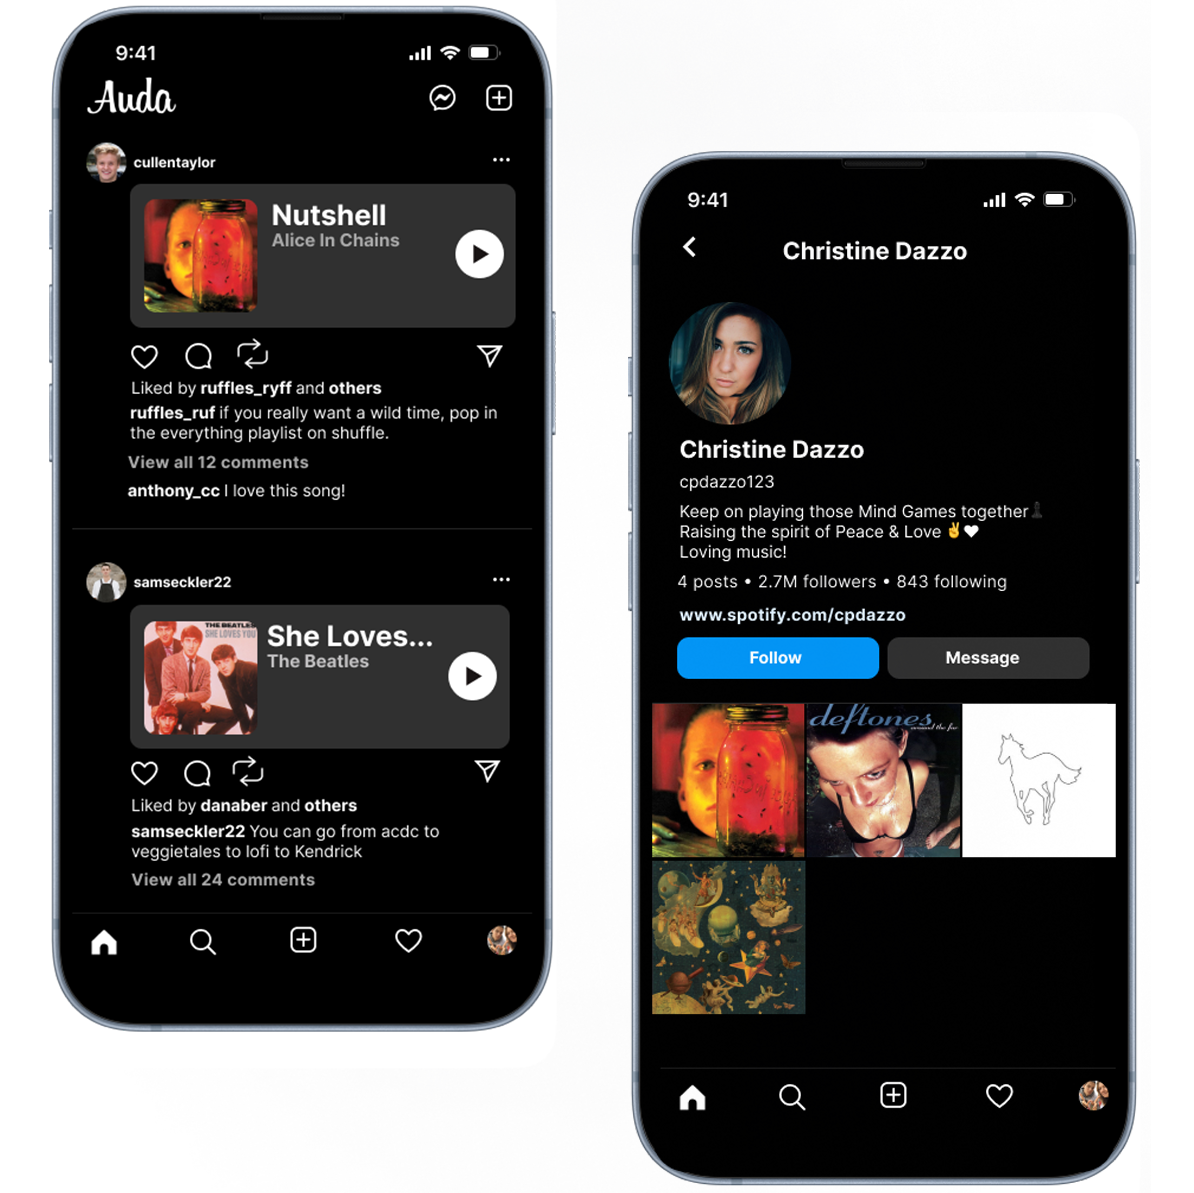 9:41
Auda
cullentaylor
Nutshell
Alice In Chains
Liked by ruffles_ryff and others
ruffles_ruf if you really want a wild time, pop in
the everything playlist on shuffle.
View all 12 comments
anthony_cc I love this song!
samseckler22
THE BEATLES
SHE LOVES YOU
She Loves...
The Beatles
Liked by danaber and others
samseckler22 You can go from acdc to
veggietales to lofi to Kendrick
View all 24 comments
9:41
Christine Dazzo
Christine Dazzo
cpdazzo123
Keep on playing those Mind Games together
Raising the spirit of Peace & Love ✌️🤍
Loving music!
4 posts • 2.7M followers • 843 following
www.spotify.com/cpdazzo
Follow
Message
deftones
around the fur